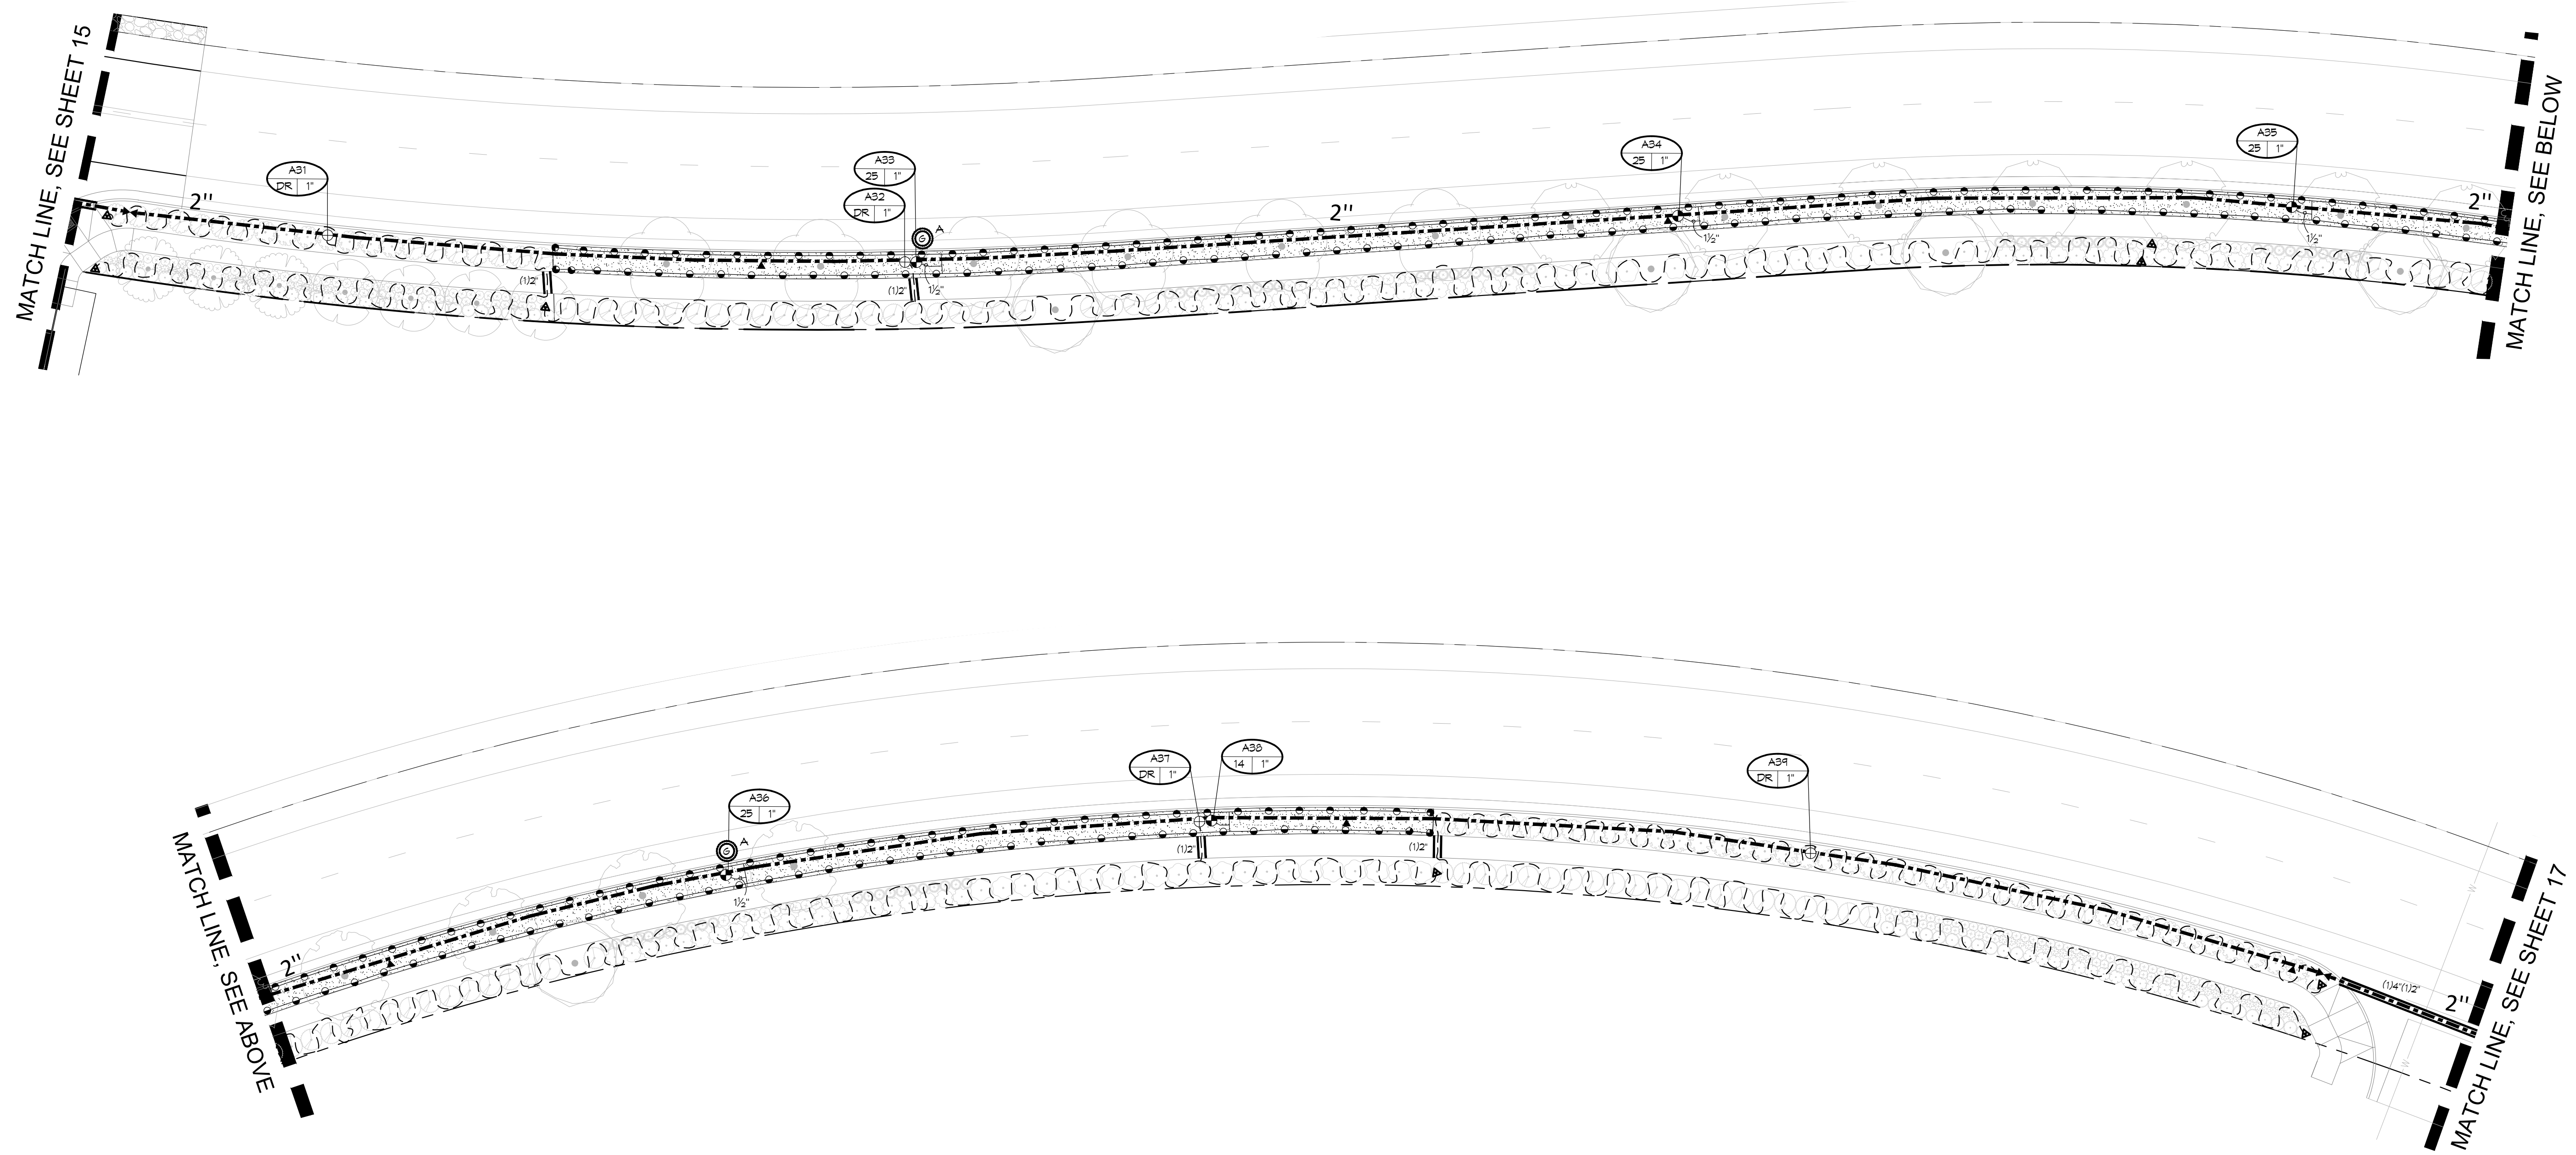 MATCH LINE, SEE SHEET 15
A31
DR 1"
2"
A33
25 1"
A32
DR 1"
G A
2"
A34
25 1"
A35
25 1"
2"
MATCH LINE, SEE BELOW
(1)2"
(1)2"
1½"
1½"
1½"
MATCH LINE, SEE ABOVE
2"
A36
25 1"
G A
1½"
A37
DR 1"
A38
14 1"
(1)2"
(1)2"
A39
DR 1"
(1)4"(1)2"
2"
W
W
MATCH LINE, SEE SHEET 17